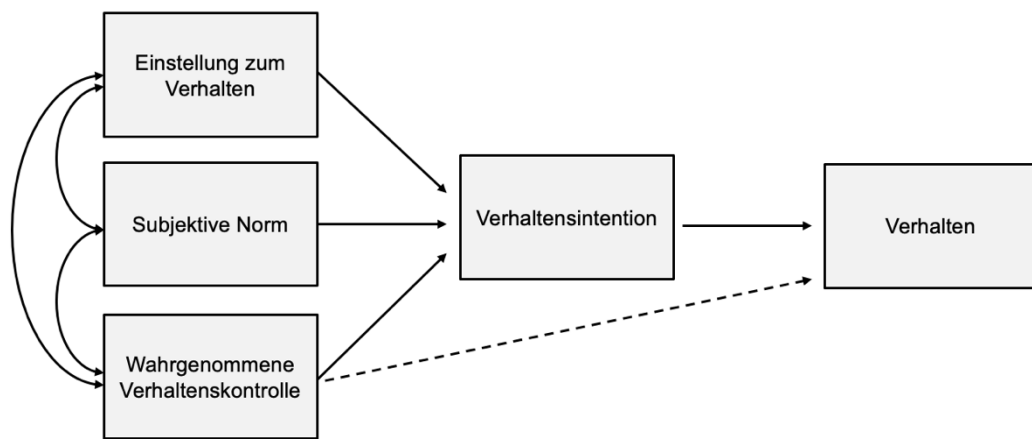 Einstellung zum
Verhalten
Subjektive Norm
Wahrgenommene
Verhaltenskontrolle
Verhaltensintention
Verhalten